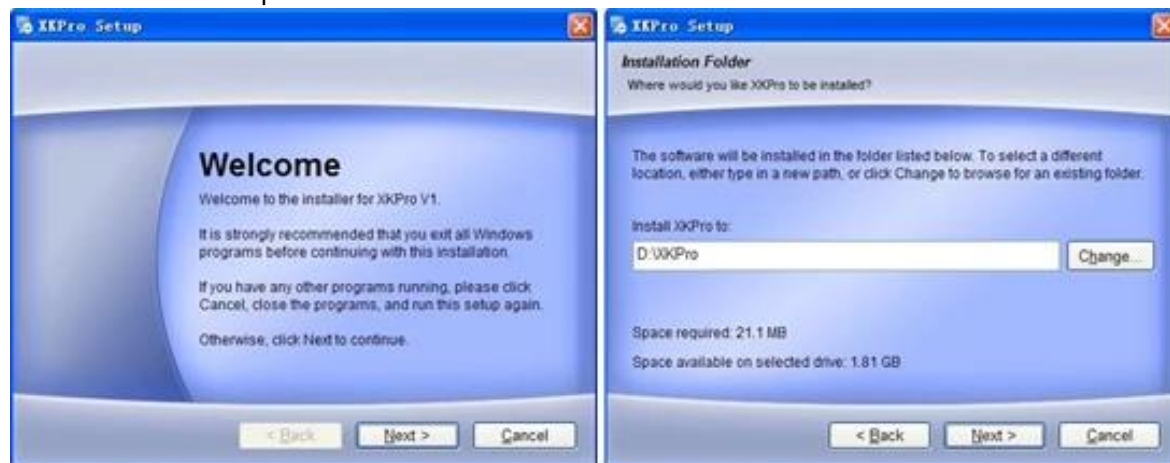 XKPro Setup
Welcome
Welcome to the installer for XKPro V1.
It is strongly recommended that you exit all Windows
programs before continuing with this installation.
If you have any other programs running, please click
Cancel, close the programs, and run this setup again.
Otherwise, click Next to continue.
< Back
Next >
Cancel
XKPro Setup
Installation Folder
Where would you like XKPro to be installed?
The software will be installed in the folder listed below. To select a different
location, either type in a new path, or click Change to browse for an existing folder.
Install XKPro to:
D:\XKPro
Change...
Space required: 21.1 MB
Space available on selected drive: 1.81 GB
< Back
Next >
Cancel